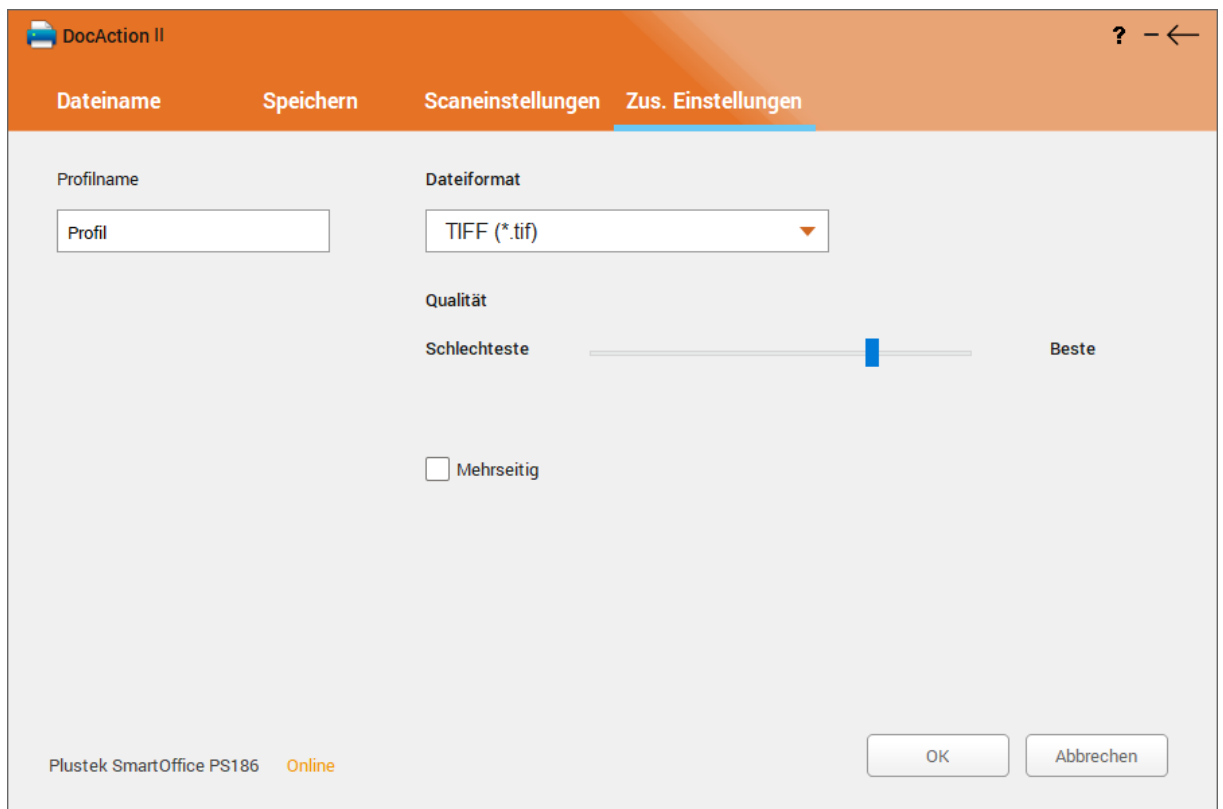 DocAction II
? 
Dateiname Speichern Scaneinstellungen Zus. Einstellungen
Profilname
Profil
Dateiformat
TIFF (*.tif)
Qualität
Schlechteste Beste
Mehrseitig
Plustek SmartOffice PS186 Online
OK Abbrechen